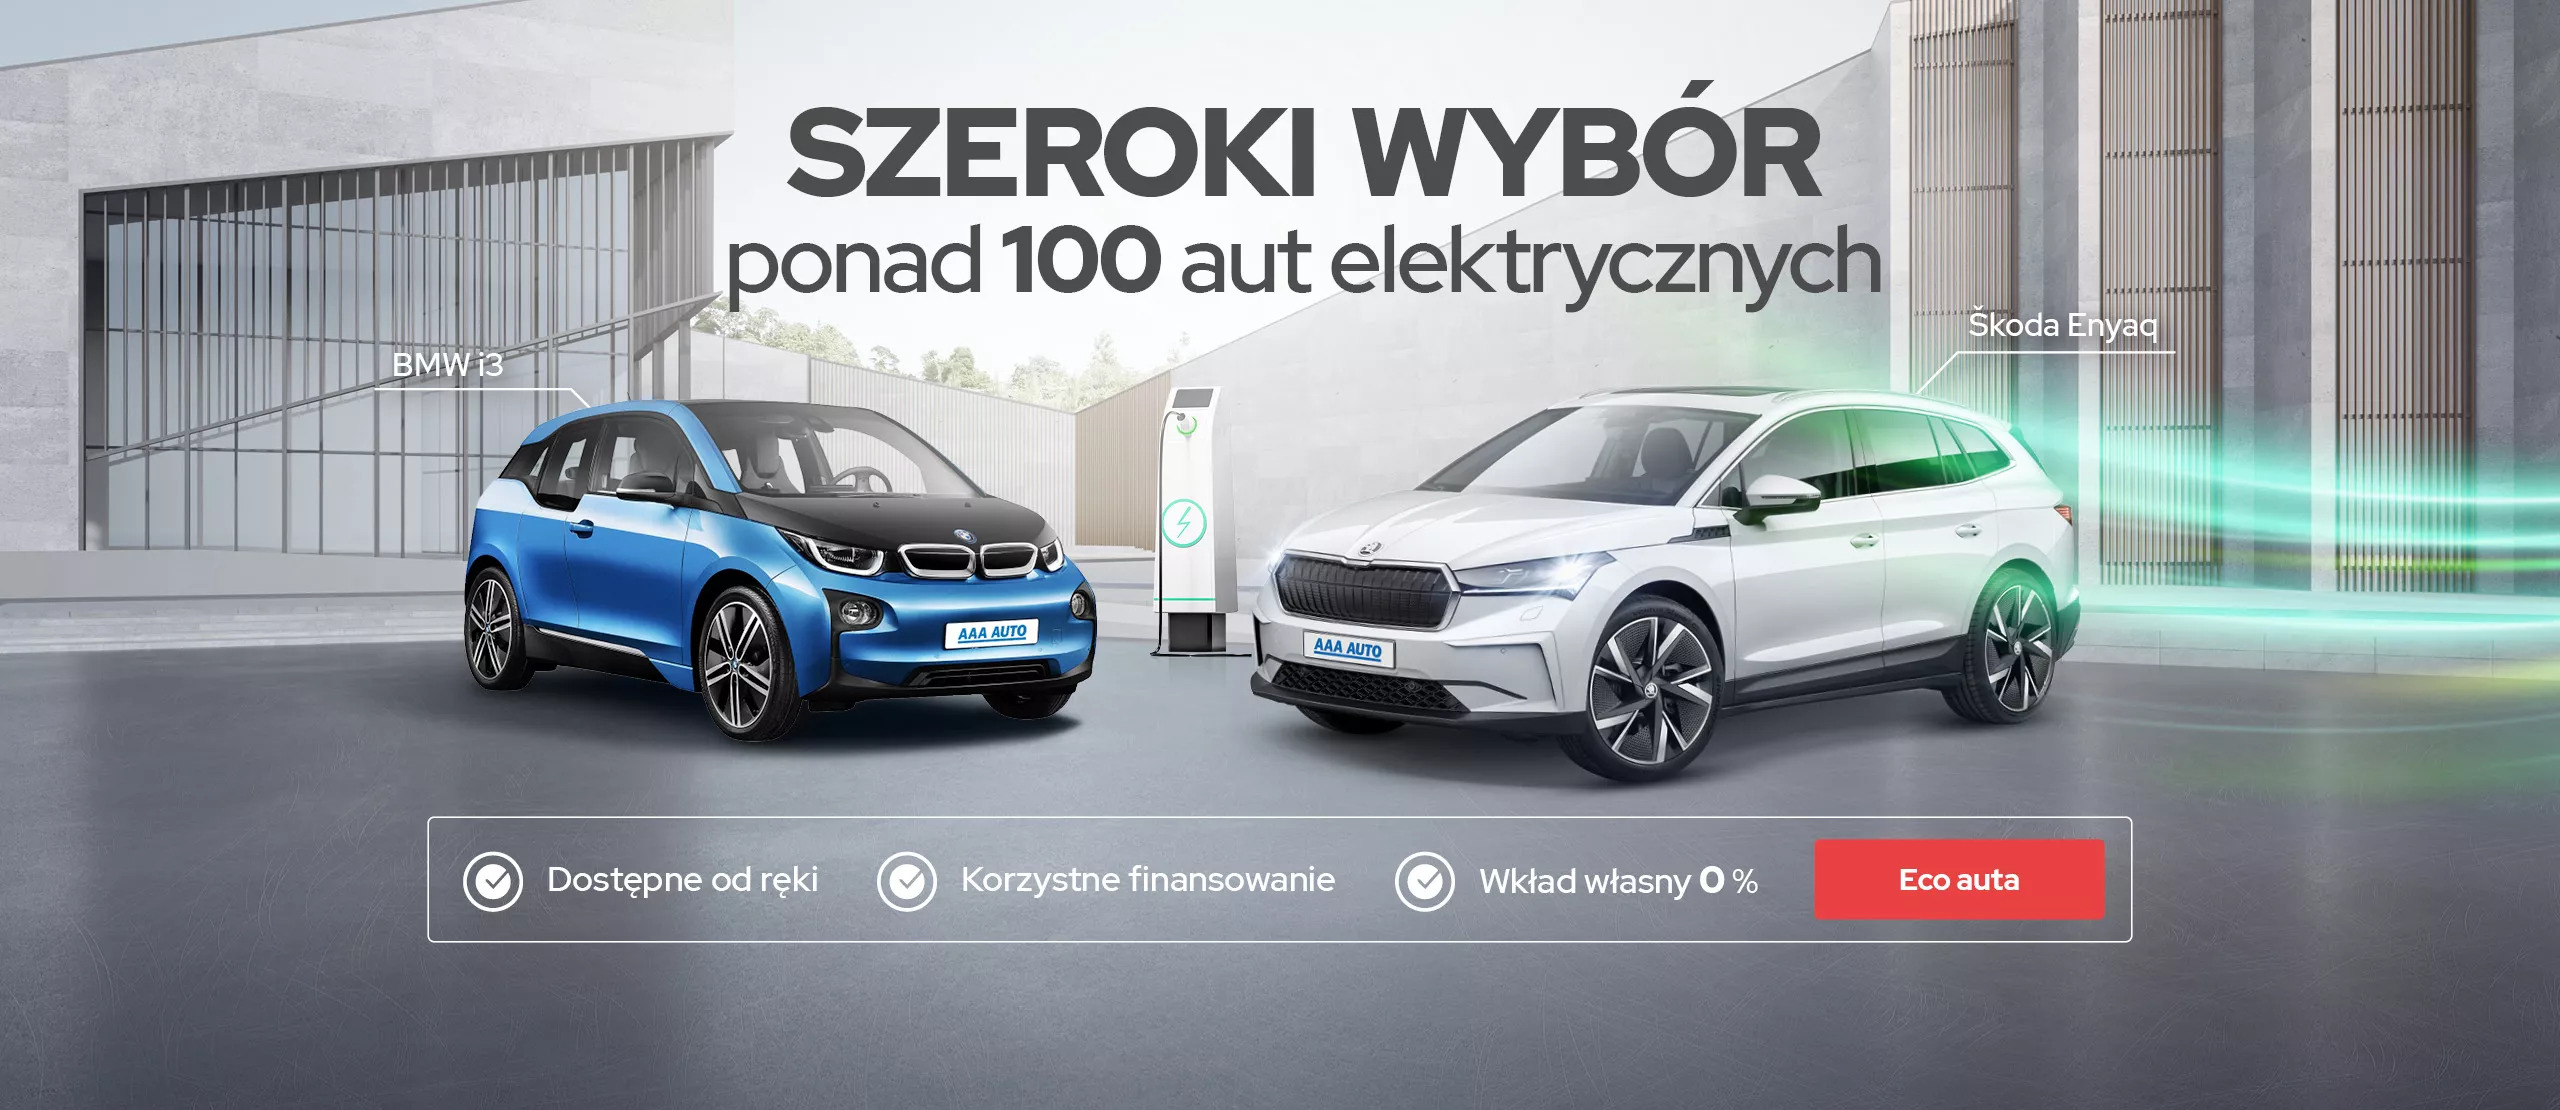 SZEROKI WYBÓR
ponad 100 aut elektrycznych
Škoda Enyaq
BMW i3
AAA AUTO
AAA AUTO
Dostępne od ręki
Korzystne finansowanie
Wkład własny 0 %
Eco auta